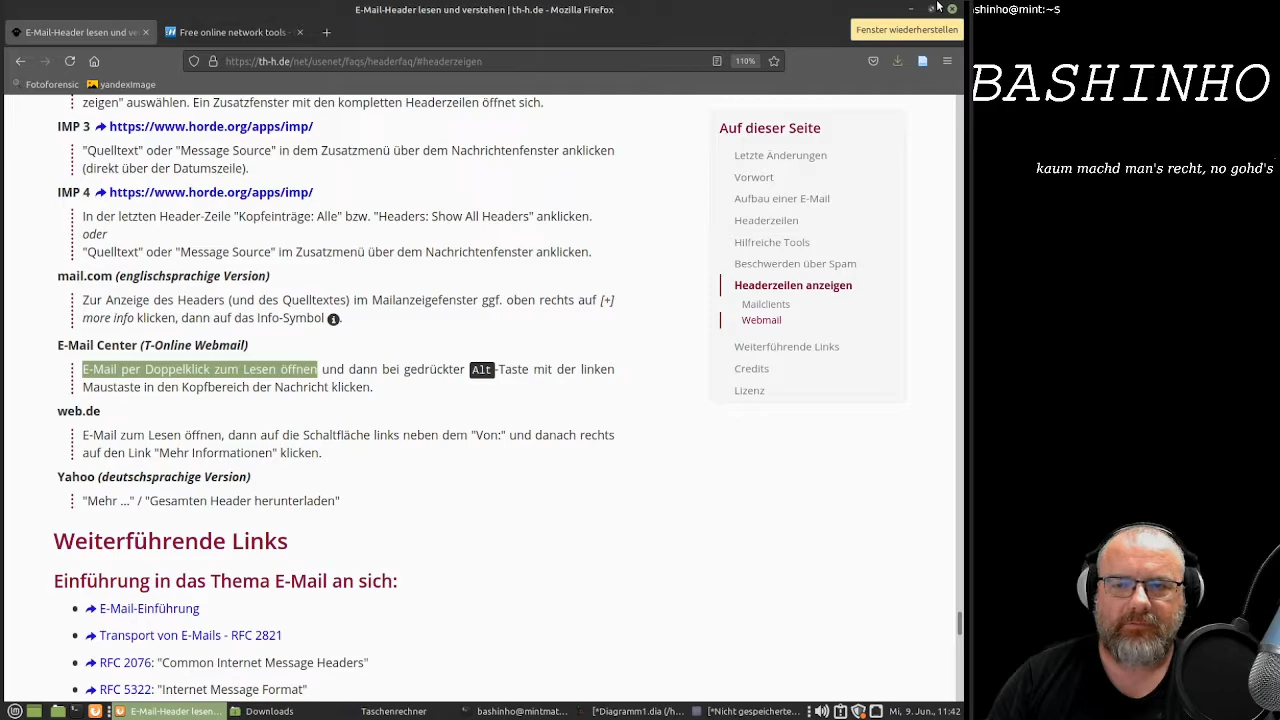 E-Mail-Header lesen und verstehen | th-h.de - Mozilla Firefox
ashinho@mint:~$
E-Mail-Header lesen und ve
Free online network tools
Fenster wiederherstellen
https://th-h.de/net/usenet/faqs/headerfaq/#headerzeigen
110%
Fotoforensic
yandexImage
BASHINHO
kaum machd man's recht, no gohd's
zeigen" auswählen. Ein Zusatzfenster mit den kompletten Headerzeilen öffnet sich.
IMP 3 https://www.horde.org/apps/imp/
"Quelltext" oder "Message Source" in dem Zusatzmenü über dem Nachrichtenfenster anklicken
(direkt über der Datumszeile).
IMP 4 https://www.horde.org/apps/imp/
In der letzten Header-Zeile "Kopfeinträge: Alle" bzw. "Headers: Show All Headers" anklicken.
oder
"Quelltext" oder "Message Source" im Zusatzmenü über dem Nachrichtenfenster anklicken.
mail.com (englischsprachige Version)
Zur Anzeige des Headers (und des Quelltextes) im Mailanzeigefenster ggf. oben rechts auf [+]
more info klicken, dann auf das Info-Symbol i.
E-Mail Center (T-Online Webmail)
E-Mail per Doppelklick zum Lesen öffnen und dann bei gedrückter Alt-Taste mit der linken
Maustaste in den Kopfbereich der Nachricht klicken.
web.de
E-Mail zum Lesen öffnen, dann auf die Schaltfläche links neben dem "Von:" und danach rechts
auf den Link "Mehr Informationen" klicken.
Yahoo (deutschsprachige Version)
"Mehr ..." / "Gesamten Header herunterladen"
Weiterführende Links
Einführung in das Thema E-Mail an sich:
E-Mail-Einführung
Transport von E-Mails - RFC 2821
RFC 2076: "Common Internet Message Headers"
RFC 5322: "Internet Message Format"
Auf dieser Seite
Letzte Änderungen
Vorwort
Aufbau einer E-Mail
Headerzeilen
Hilfreiche Tools
Beschwerden über Spam
Headerzeilen anzeigen
Mailclients
Webmail
Weiterführende Links
Credits
Lizenz
E-Mail-Header lesen...
Downloads
Taschenrechner
bashinho@mintmat...
[*Diagramm1.dia (/h...
[*Nicht gespeicherte...
Mi, 9. Jun., 11:42